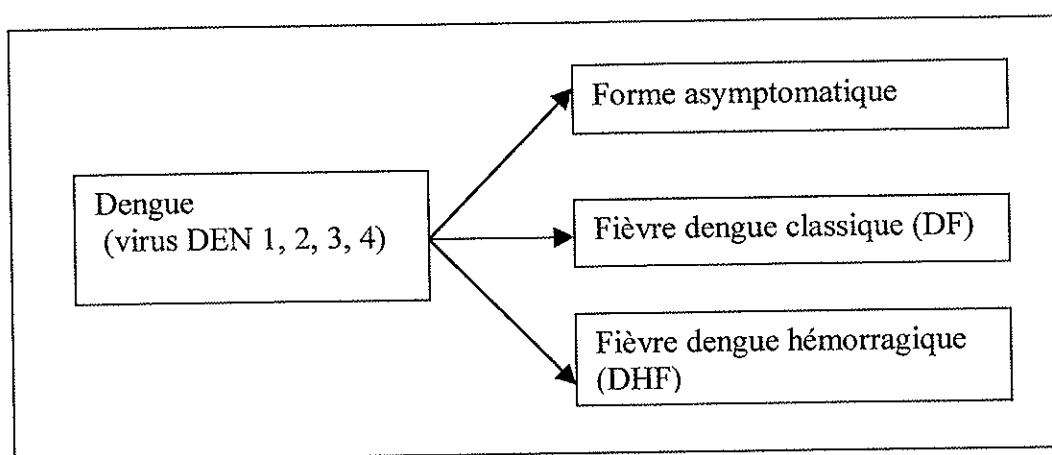 Forme asymptomatique
Dengue
(virus DEN 1, 2, 3, 4)
Fièvre dengue classique (DF)
Fièvre dengue hémorragique
(DHF)